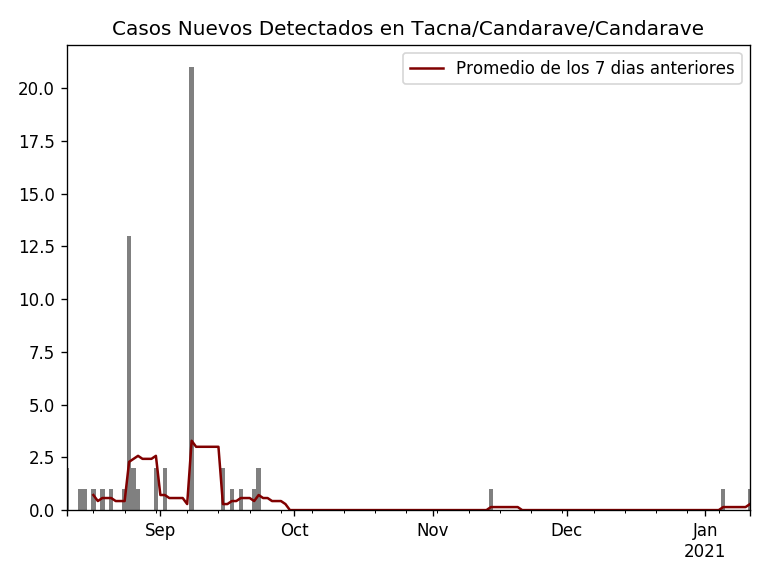 Casos Nuevos Detectados en Tacna/Candarave/Candarave
Promedio de los 7 dias anteriores
20.0
17.5
15.0
12.5
10.0
7.5
5.0
2.5
0.0
Sep
Oct
Nov
Dec
Jan
2021